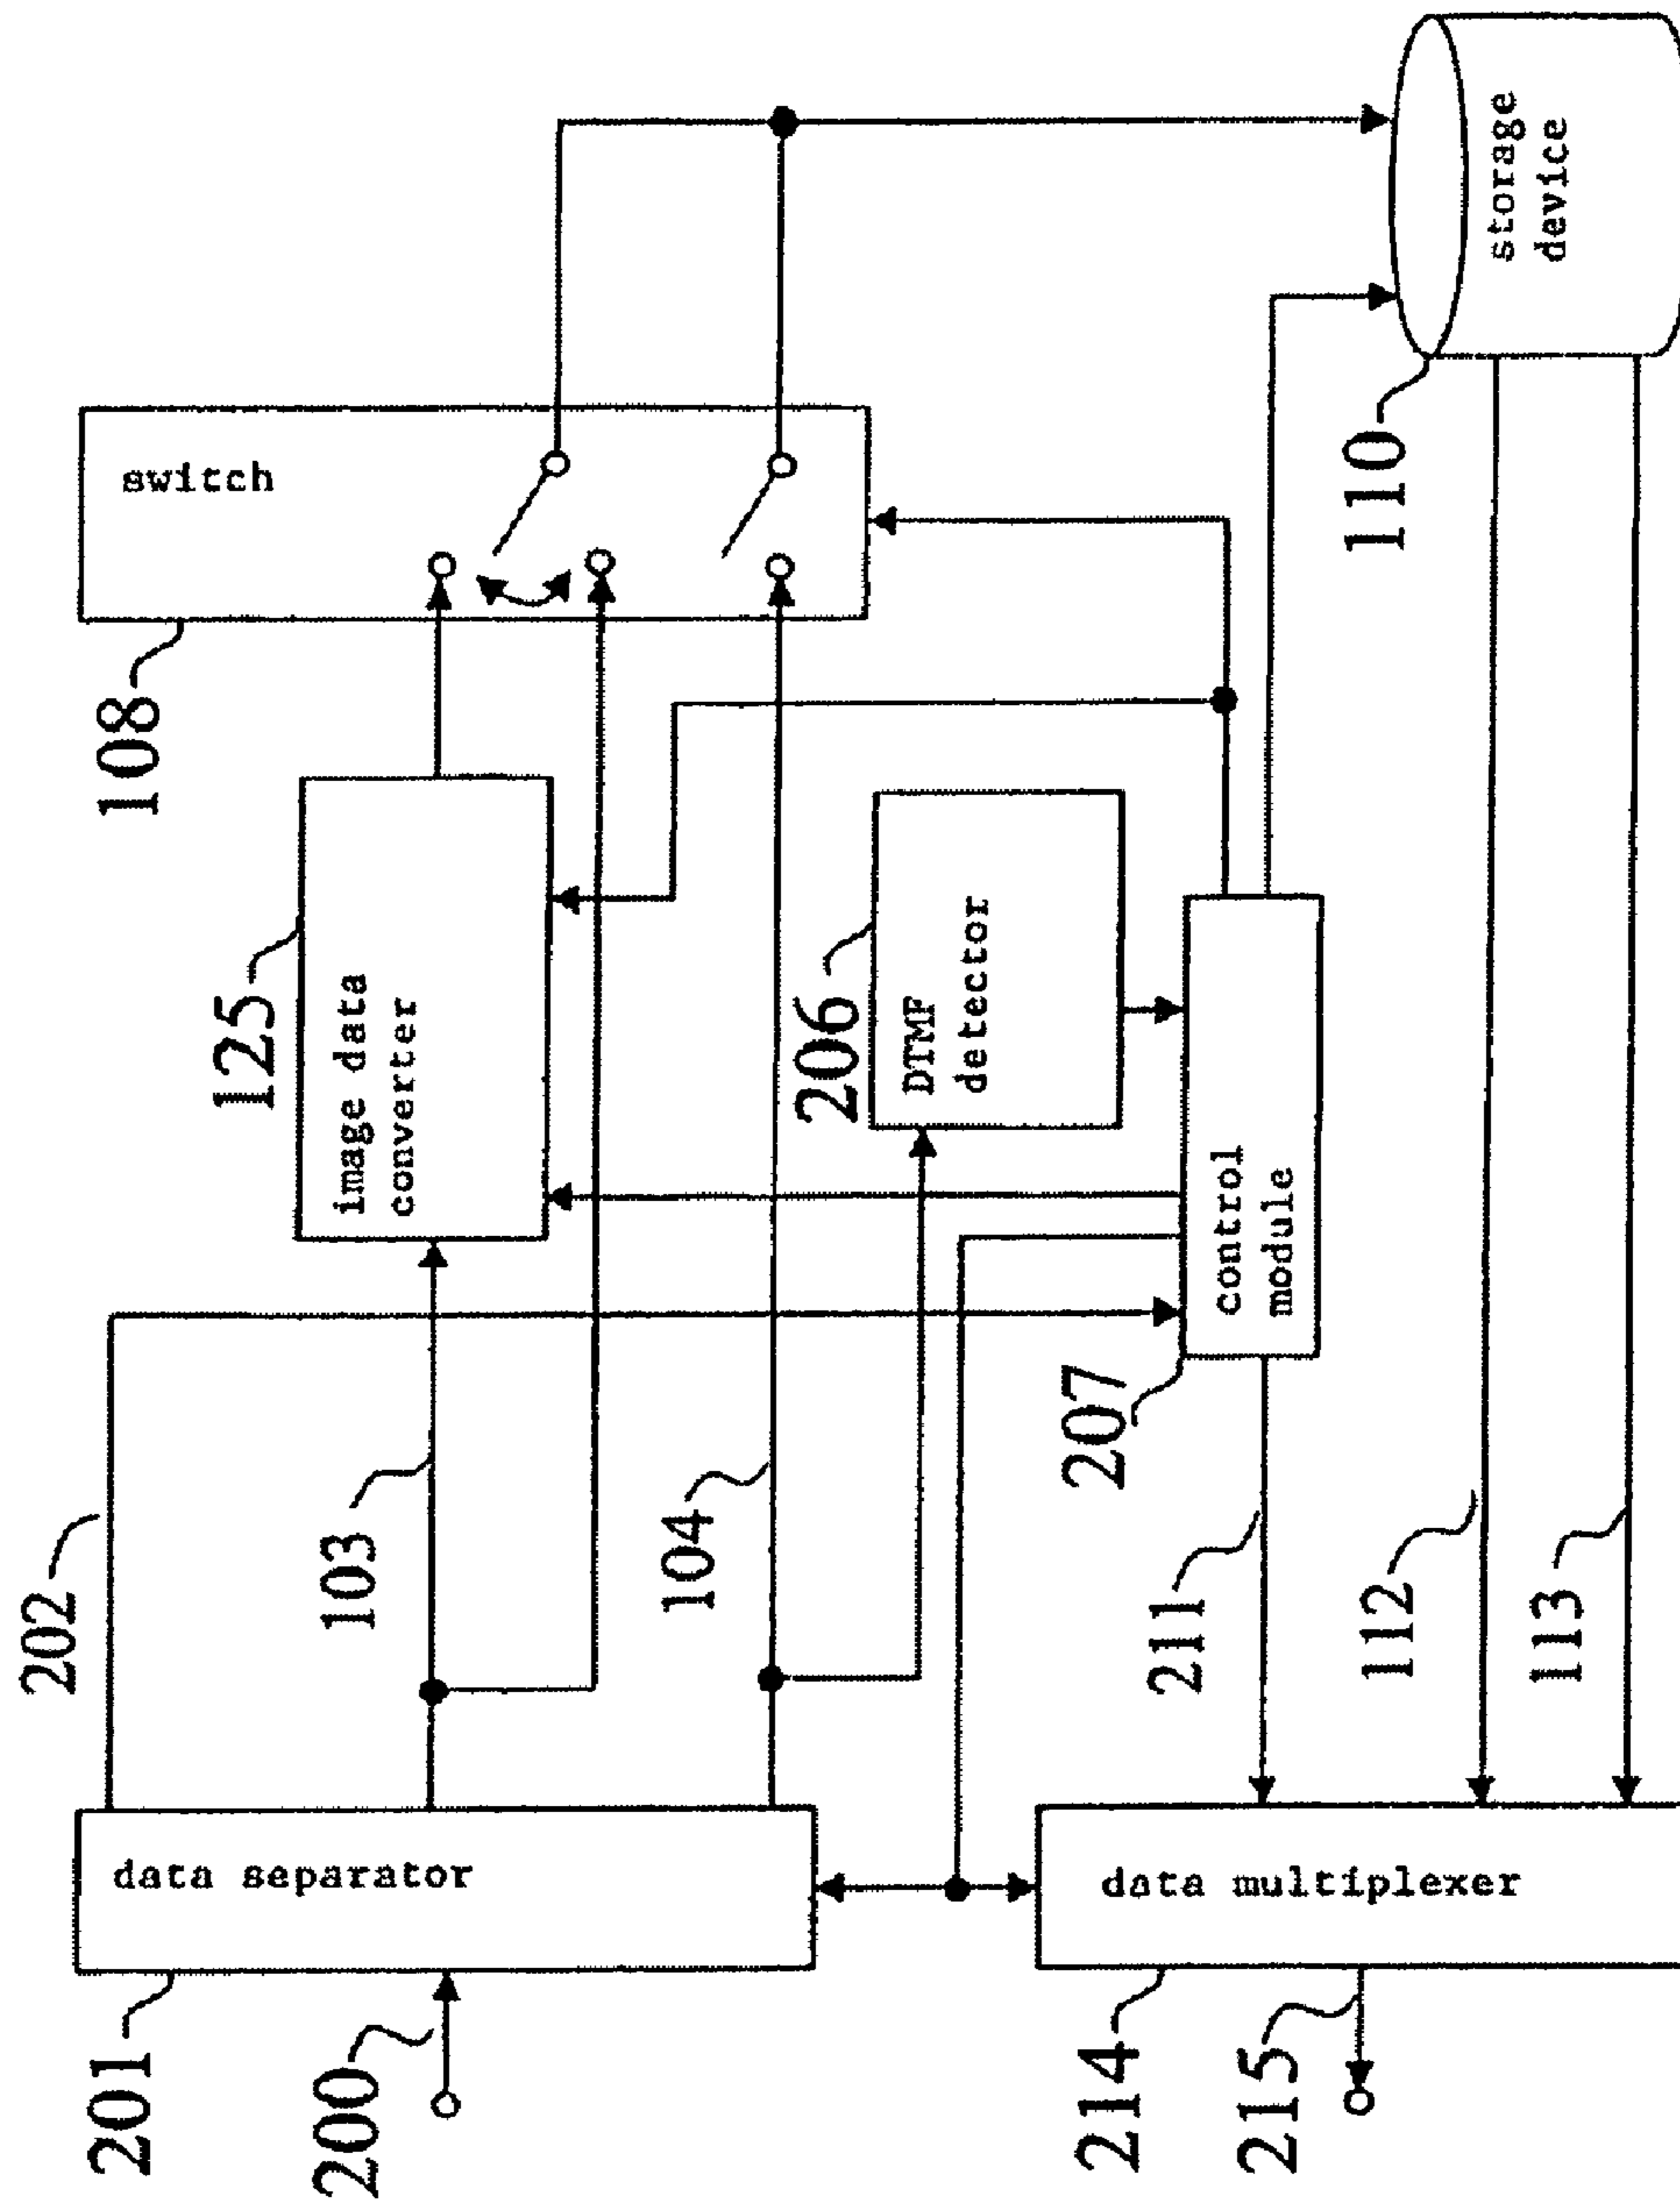 201
data separator
200
202
103
104
125
image data
converter
108
switch
206
DTMF
detector
207
control
module
110
storage
device
211
112
113
214
data multiplexer
215